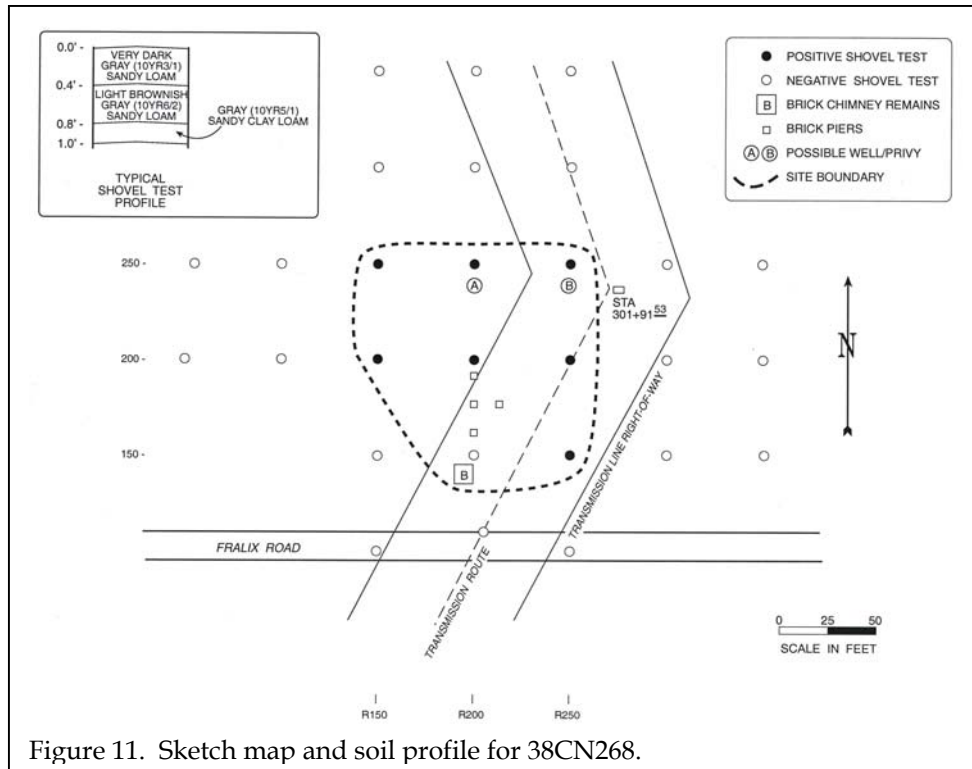 0.0' -
VERY DARK
GRAY (10YR3/1)
SANDY LOAM
0.4' -
LIGHT BROWNISH
GRAY (10YR6/2)
SANDY LOAM
0.8' -
1.0' -
GRAY (10YR5/1)
SANDY CLAY LOAM
TYPICAL
SHOVEL TEST
PROFILE
POSITIVE SHOVEL TEST
NEGATIVE SHOVEL TEST
B BRICK CHIMNEY REMAINS
BRICK PIERS
A B POSSIBLE WELL/PRIVY
SITE BOUNDARY
250 -
A
B
STA
301+91 53
N
200 -
150 -
B
TRANSMISSION LINE RIGHT-OF-WAY
FRALIX ROAD
TRANSMISSION ROUTE
0 25 50
SCALE IN FEET
R150 R200 R250
Figure 11. Sketch map and soil profile for 38CN268.